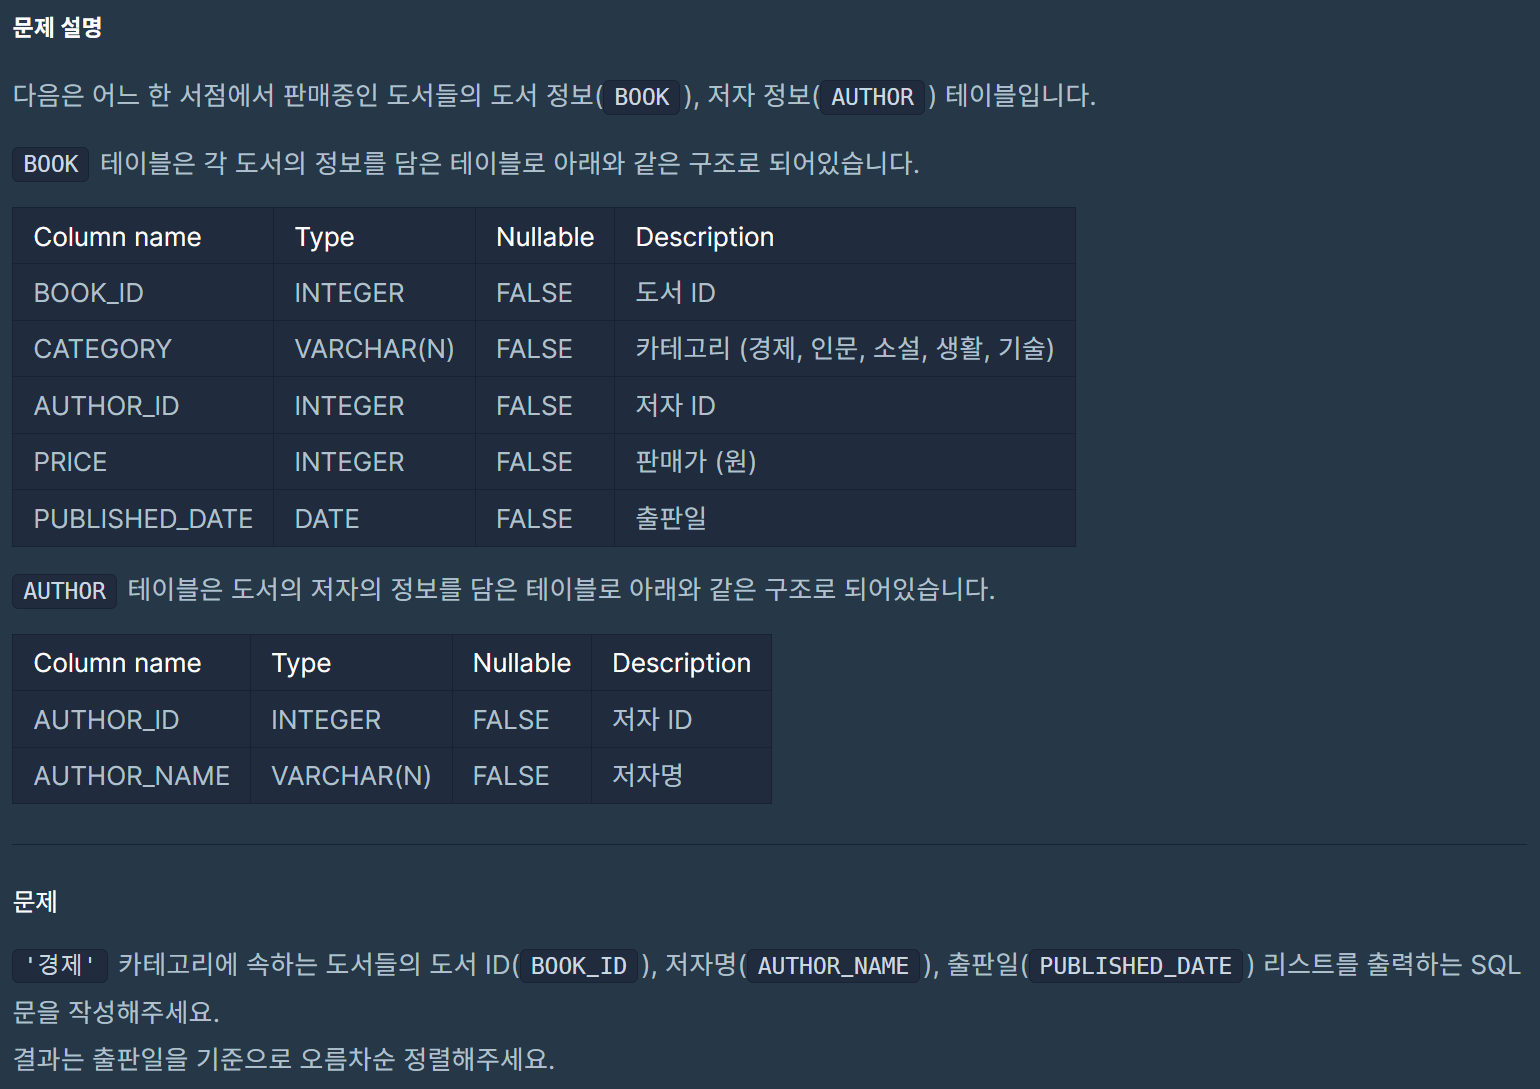 문제 설명
다음은 어느 한 서점에서 판매중인 도서들의 도서 정보(BOOK), 저자 정보(AUTHOR) 테이블입니다.
BOOK 테이블은 각 도서의 정보를 담은 테이블로 아래와 같은 구조로 되어있습니다.
Column name Type Nullable Description
BOOK_ID INTEGER FALSE 도서 ID
CATEGORY VARCHAR(N) FALSE 카테고리 (경제, 인문, 소설, 생활, 기술)
AUTHOR_ID INTEGER FALSE 저자 ID
PRICE INTEGER FALSE 판매가 (원)
PUBLISHED_DATE DATE FALSE 출판일
AUTHOR 테이블은 도서의 저자의 정보를 담은 테이블로 아래와 같은 구조로 되어있습니다.
Column name Type Nullable Description
AUTHOR_ID INTEGER FALSE 저자 ID
AUTHOR_NAME VARCHAR(N) FALSE 저자명
문제
'경제' 카테고리에 속하는 도서들의 도서 ID(BOOK_ID), 저자명(AUTHOR_NAME), 출판일(PUBLISHED_DATE) 리스트를 출력하는 SQL
문을 작성해주세요.
결과는 출판일을 기준으로 오름차순 정렬해주세요.